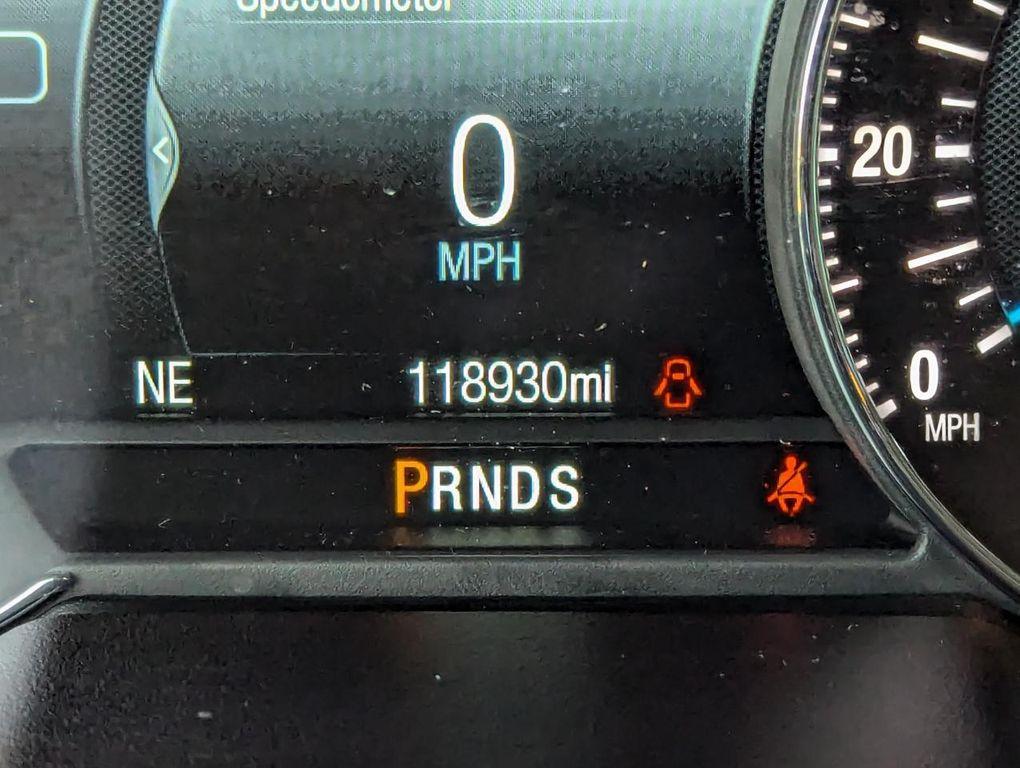 Speedometer
20
0
MPH
NE 118930mi
0
MPH
PRNDS